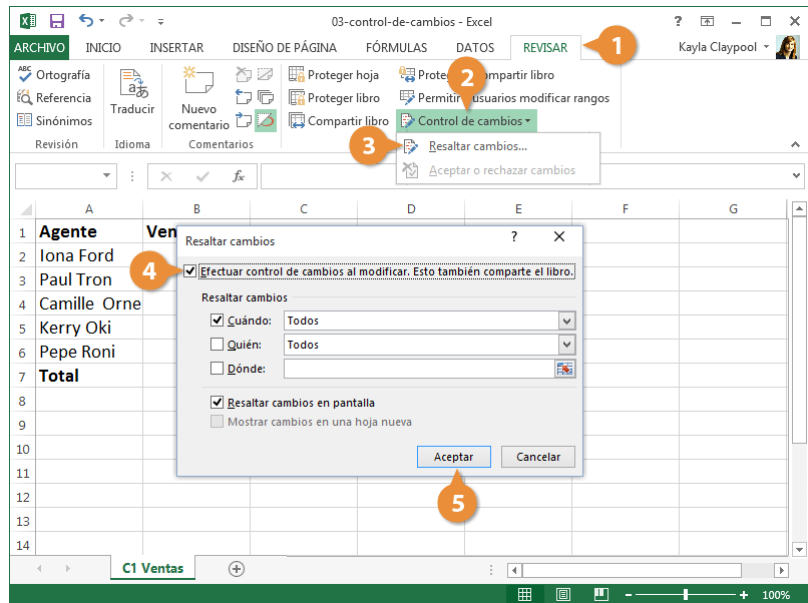 03-control-de-cambios - Excel
?
ARCHIVO INICIO INSERTAR DISEÑO DE PÁGINA FÓRMULAS DATOS REVISAR 1 Kayla Claypool
ABC Ortografía
Referencia
Sinónimos
Revisión
Traducir
Idioma
Nuevo comentario
Comentarios
Proteger hoja
Proteger libro
Compartir libro
compartir libro
2
Permitir usuarios modificar rangos
Control de cambios
3 Resaltar cambios...
Aceptar o rechazar cambios
fx
A B C D E F G
1 Agente Ven
2 Iona Ford
3 Paul Tron
4 Camille Orne
5 Kerry Oki
6 Pepe Roni
7 Total
8
9
10
11
12
13
14
Resaltar cambios ?
4 Efectuar control de cambios al modificar. Esto también comparte el libro.
Resaltar cambios
Cuándo: Todos
Quién: Todos
Dónde:
Resaltar cambios en pantalla
Mostrar cambios en una hoja nueva
Aceptar Cancelar
5
C1 Ventas
100%